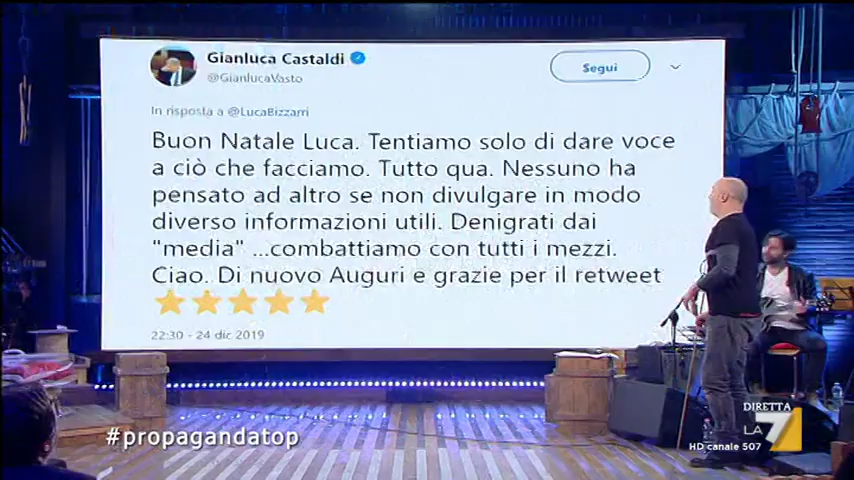 Gianluca Castaldi
@GianlucaVasto
Segui
In risposta a @LucaBizzarri
Buon Natale Luca. Tentiamo solo di dare voce
a ciò che facciamo. Tutto qua. Nessuno ha
pensato ad altro se non divulgare in modo
diverso informazioni utili. Denigrati dai
"media" ...combattiamo con tutti i mezzi.
Ciao. Di nuovo Auguri e grazie per il retweet
22:30 - 24 dic 2019
#propagandatop
DIRETTA
LA 7
HD canale 507